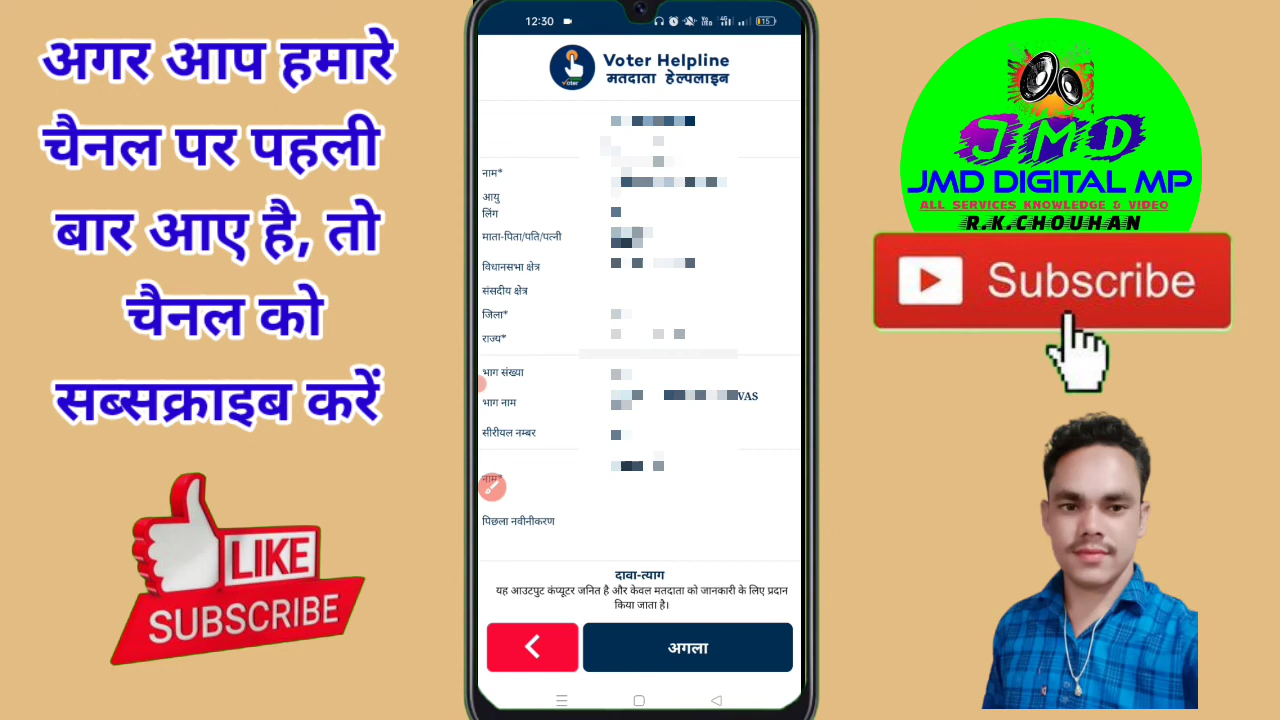 अगर आप हमारे
चैनल पर पहली
बार आए है, तो
चैनल को
सब्सक्राइब करें
LIKE
SUBSCRIBE
12:30
15
Voter Helpline
मतदाता हेल्पलाइन
नाम*
आयु
लिंग
माता-पिता/पति/पत्नी
विधानसभा क्षेत्र
संसदीय क्षेत्र
जिला*
राज्य*
भाग संख्या
भाग नाम
VAS
सीरीयल नम्बर
नाम*
पिछला नवीनीकरण
दावा-त्याग
यह आउटपुट कंप्यूटर जनित है और केवल मतदाता को जानकारी के लिए प्रदान
किया जाता है।
अगला
JMD
JMD DIGITAL MP
ALL SERVICES KNOWLEDGE & VIDEO
R.K.CHOUHAN
Subscribe